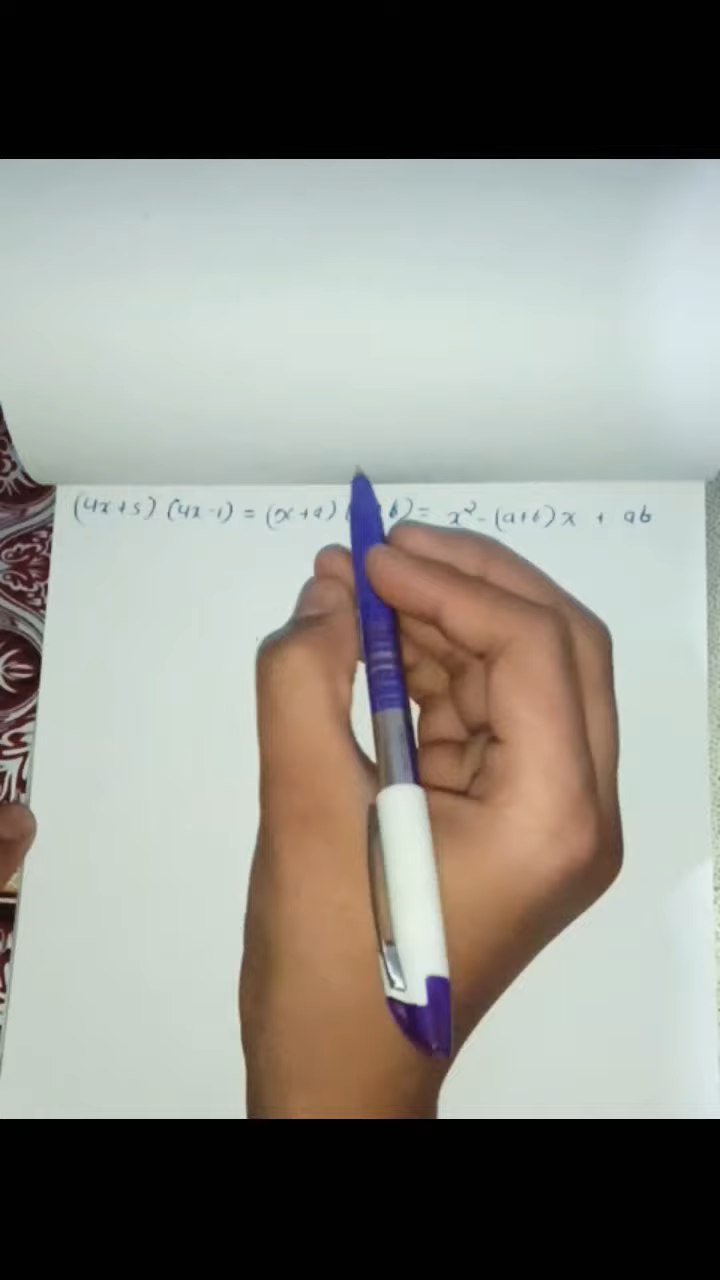 (4x+5) (4x-1) = (x+a) ( b) = x² - (a+b) x + ab